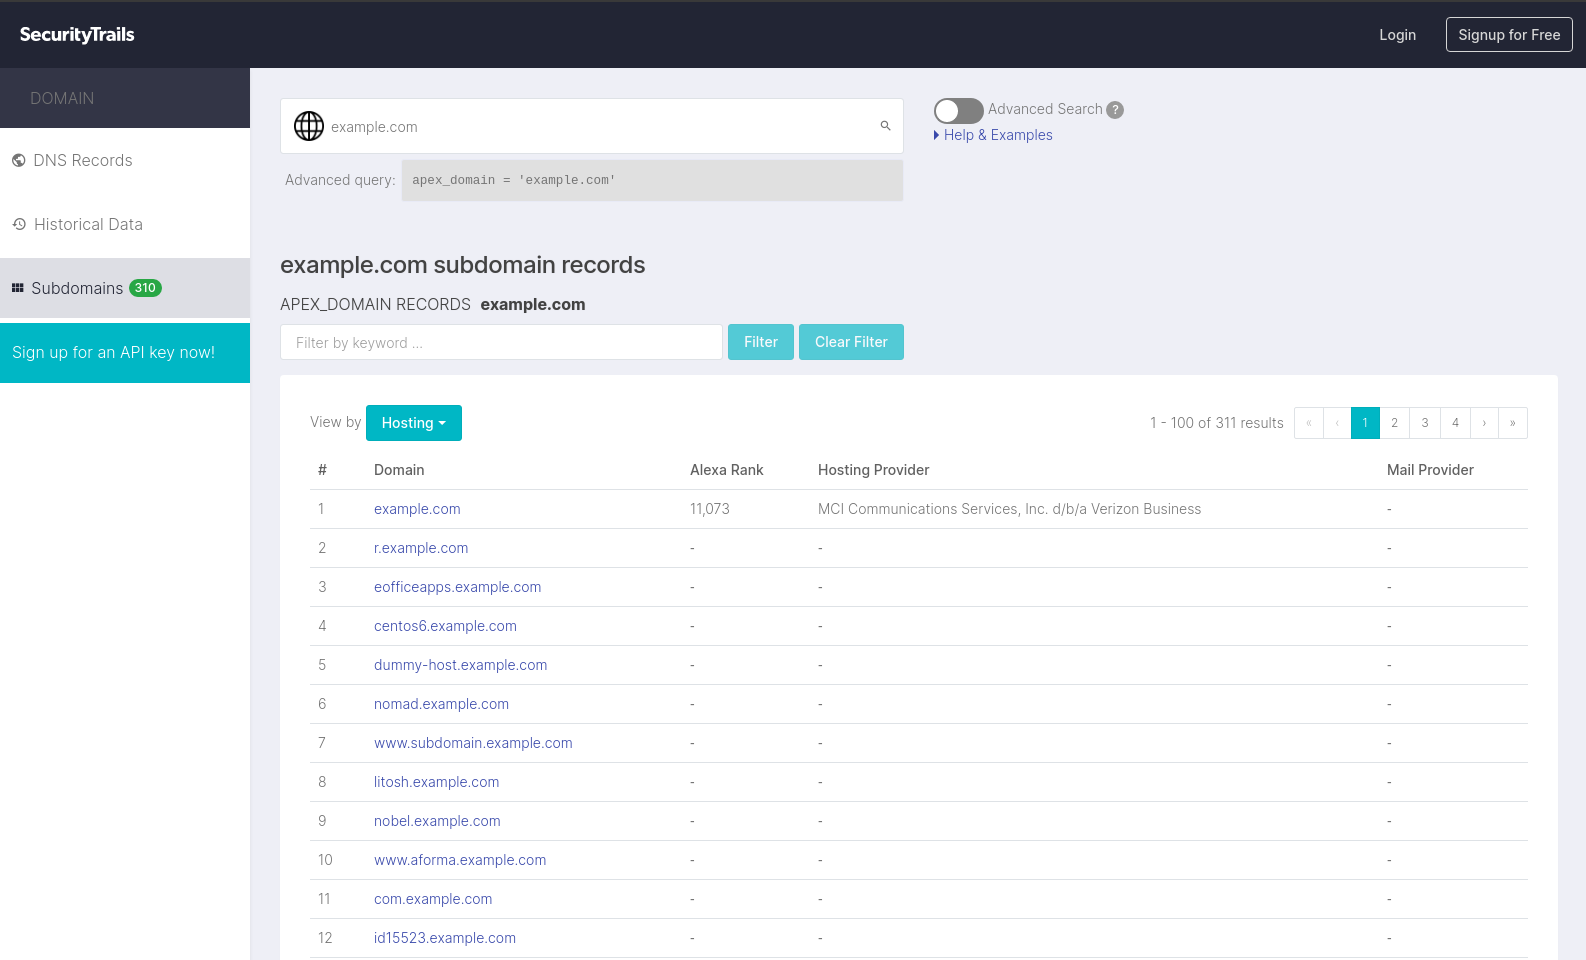 SecurityTrails
Login
Signup for Free
DOMAIN
DNS Records
Historical Data
Subdomains 310
Sign up for an API key now!
example.com
Advanced Search ?
Help & Examples
Advanced query: apex_domain = 'example.com'
example.com subdomain records
APEX_DOMAIN RECORDS example.com
Filter by keyword ...
Filter
Clear Filter
View by Hosting
1 - 100 of 311 results « ‹ 1 2 3 4 › »
# Domain Alexa Rank Hosting Provider Mail Provider
1 example.com 11,073 MCI Communications Services, Inc. d/b/a Verizon Business -
2 r.example.com - - -
3 eofficeapps.example.com - - -
4 centos6.example.com - - -
5 dummy-host.example.com - - -
6 nomad.example.com - - -
7 www.subdomain.example.com - - -
8 litosh.example.com - - -
9 nobel.example.com - - -
10 www.aforma.example.com - - -
11 com.example.com - - -
12 id15523.example.com - - -